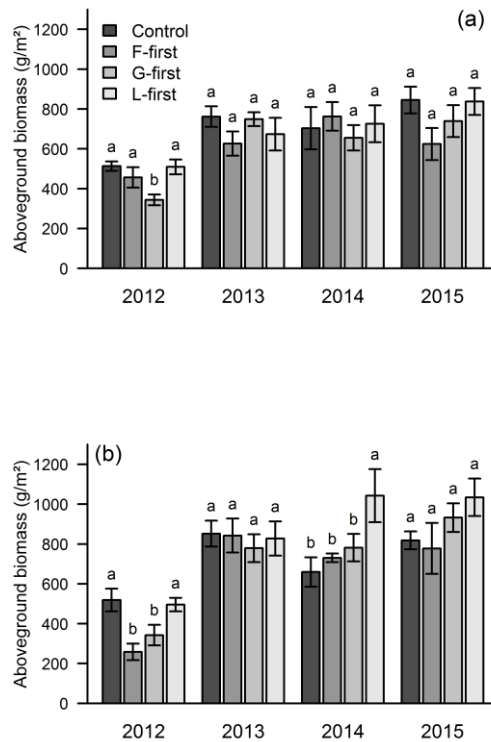 (a)
Control
F-first
G-first
L-first
Aboveground biomass (g/m²)
1200
1000
800
600
400
200
0
a a b a
a a a a
a a a a
a a a a
2012 2013 2014 2015
(b)
Aboveground biomass (g/m²)
1200
1000
800
600
400
200
0
a b b a
a a a a
b b b a
a a a a
2012 2013 2014 2015